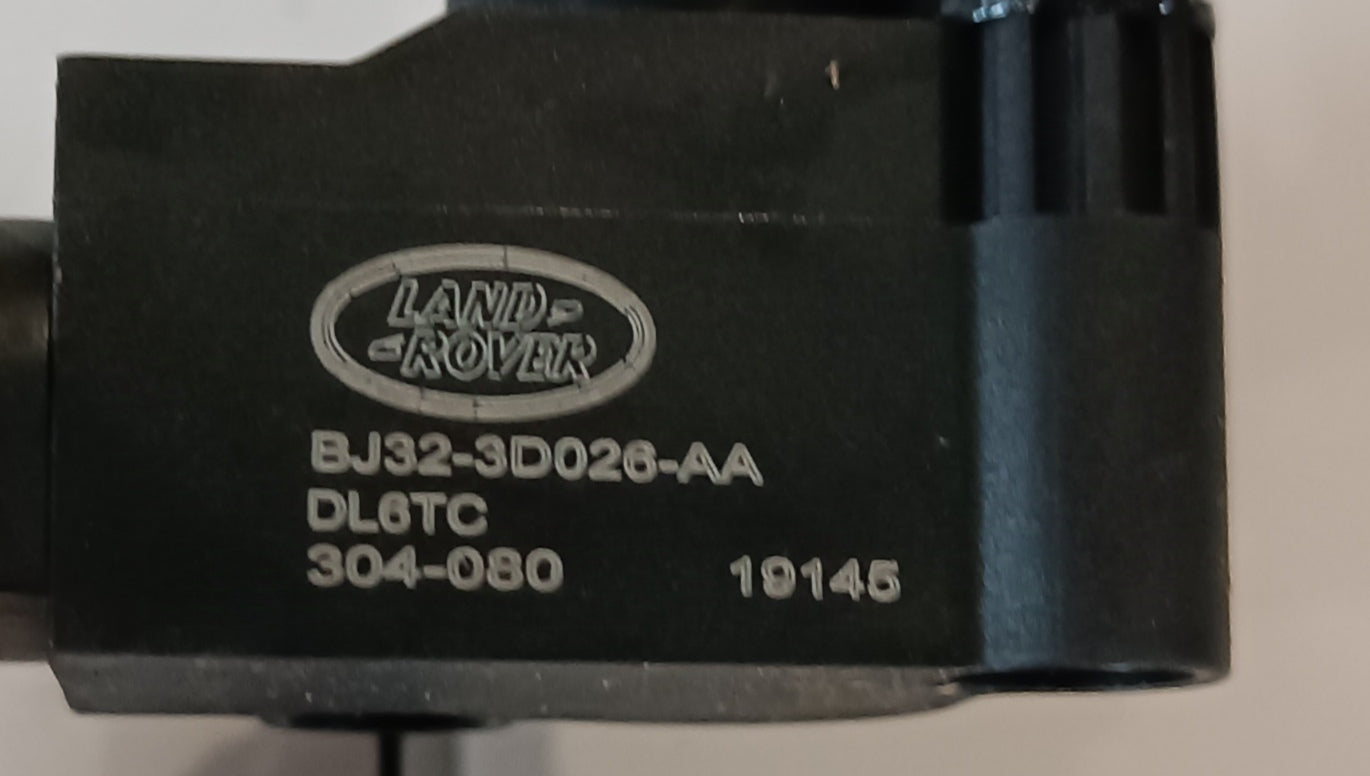 LAND-
-ROVER
BJ32-3D026-AA
DL6TC
304-080 19145